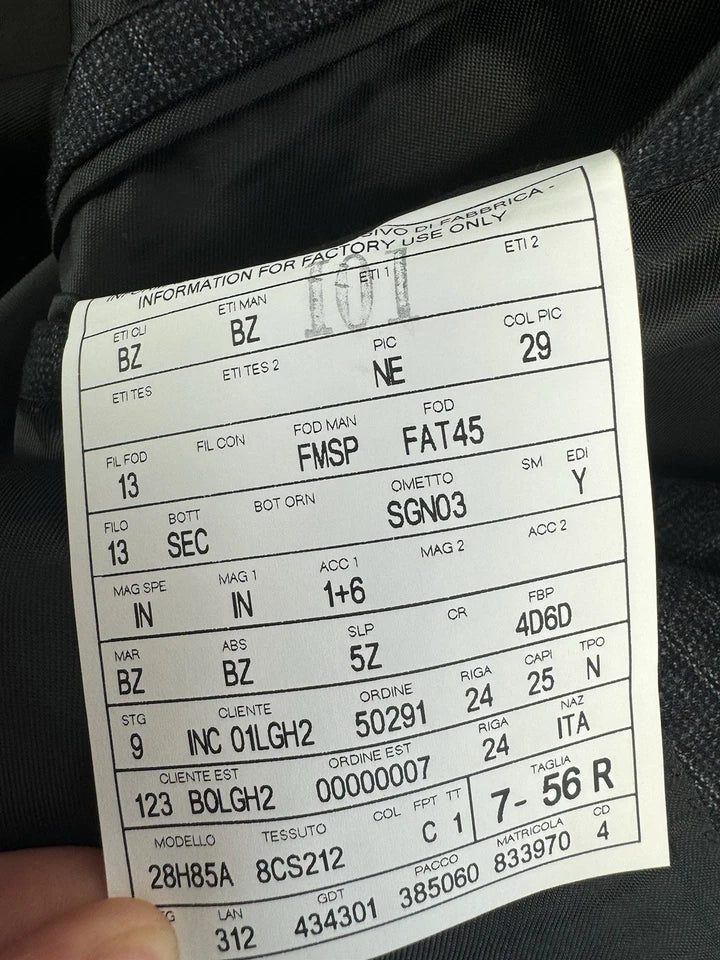 SIVO DI FABBRICA -
INFORMATION FOR FACTORY USE ONLY
101
ETI CLI ETI MAN ETI 1 ETI 2
BZ BZ
ETI TES ETI TES 2 PIC COL PIC
NE 29
FIL FOD FIL CON FOD MAN FOD
13 FMSP FAT45
FILO BOTT BOT ORN OMETTO SM EDI
13 SEC SGN03 Y
MAG SPE MAG 1 ACC 1 MAG 2 ACC 2
IN IN 1+6
MAR ABS SLP CR FBP
BZ BZ 5Z 4D6D
STG CLIENTE ORDINE RIGA CAPI TPO
9 INC 01LGH2 50291 24 25 N
CLIENTE EST ORDINE EST RIGA NAZ
123 BOLGH2 00000007 24 ITA
MODELLO TESSUTO COL FPT TT TAGLIA
28H85A 8CS212 C 1 7- 56 R
LAN GDT PACCO MATRICOLA CD
312 434301 385060 833970 4